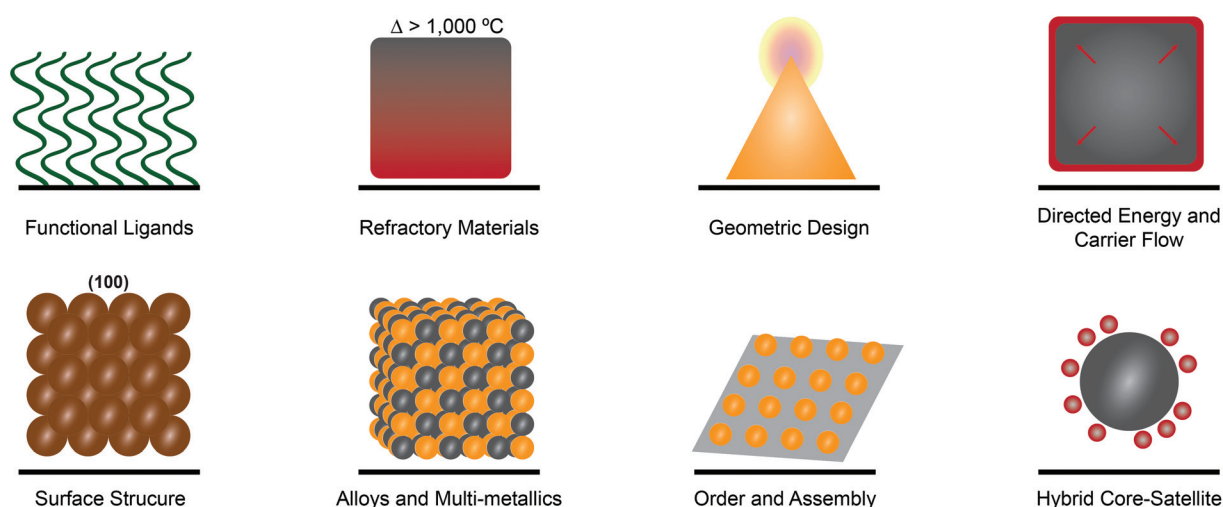 Δ > 1,000 ºC
Functional Ligands
Refractory Materials
Geometric Design
Directed Energy and
Carrier Flow
(100)
Surface Strucure
Alloys and Multi-metallics
Order and Assembly
Hybrid Core-Satellite